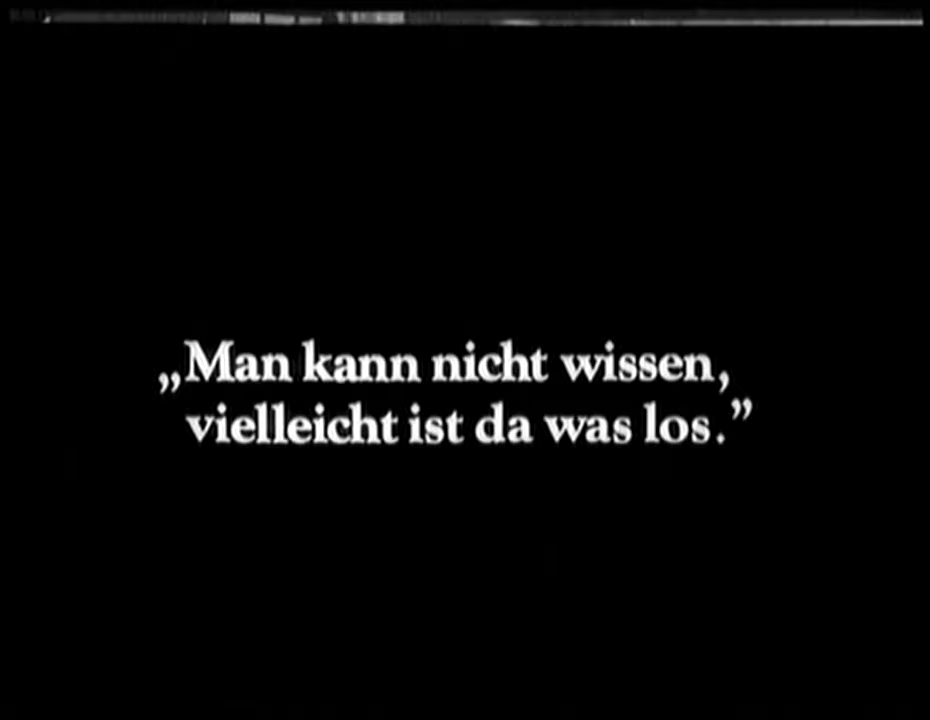 „Man kann nicht wissen,
vielleicht ist da was los.”